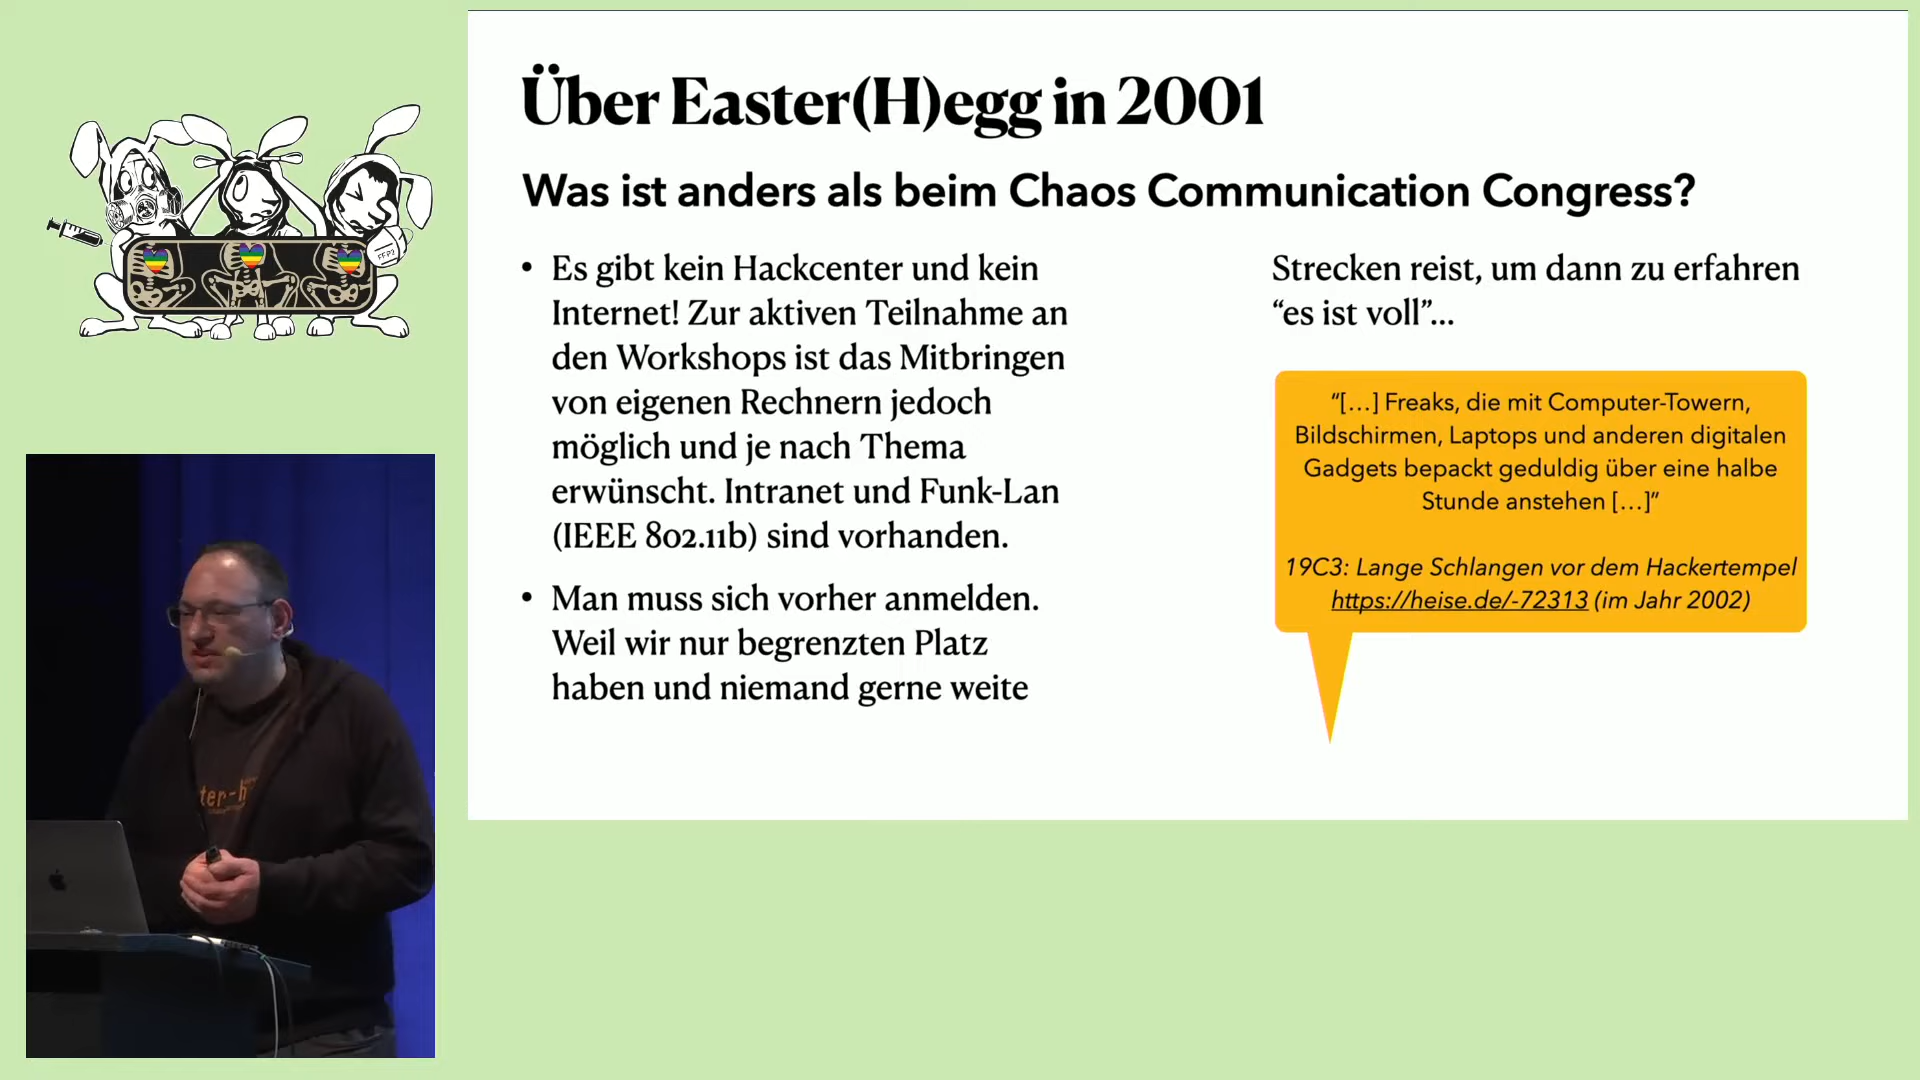 Über Easter(H)egg in 2001
Was ist anders als beim Chaos Communication Congress?
• Es gibt kein Hackcenter und kein
Internet! Zur aktiven Teilnahme an
den Workshops ist das Mitbringen
von eigenen Rechnern jedoch
möglich und je nach Thema
erwünscht. Intranet und Funk-Lan
(IEEE 802.11b) sind vorhanden.
• Man muss sich vorher anmelden.
Weil wir nur begrenzten Platz
haben und niemand gerne weite
Strecken reist, um dann zu erfahren
“es ist voll”...
“[…] Freaks, die mit Computer-Towern,
Bildschirmen, Laptops und anderen digitalen
Gadgets bepackt geduldig über eine halbe
Stunde anstehen […]”
19C3: Lange Schlangen vor dem Hackertempel
https://heise.de/-72313 (im Jahr 2002)
FFP2
ter-h